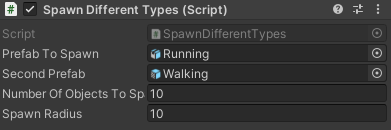 Spawn Different Types (Script)
Script SpawnDifferentTypes
Prefab To Spawn Running
Second Prefab Walking
Number Of Objects To Spa 10
Spawn Radius 10